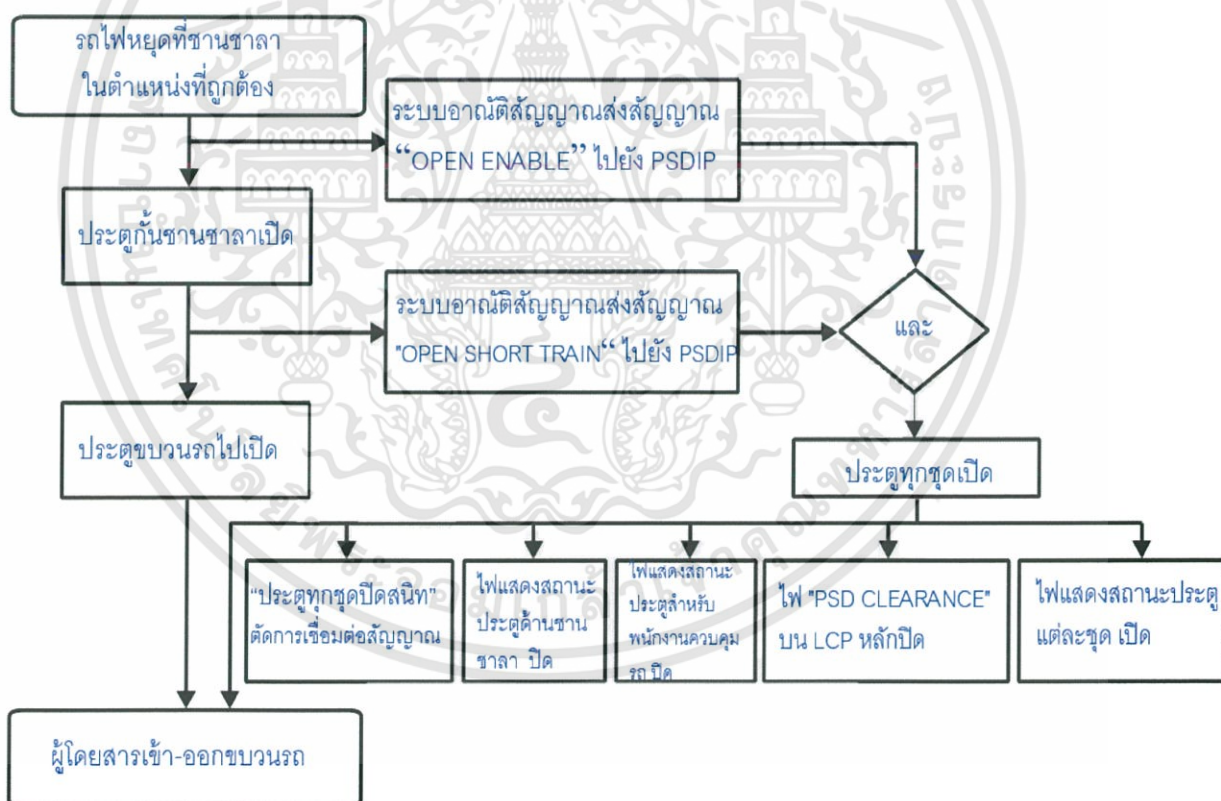 รถไฟหยุดที่ชานชาลา
ในตำแหน่งที่ถูกต้อง
ระบบอาณัติสัญญาณส่งสัญญาณ
“OPEN ENABLE” ไปยัง PSDIP
ประตูกั้นชานชาลาเปิด
ระบบอาณัติสัญญาณส่งสัญญาณ
"OPEN SHORT TRAIN“ ไปยัง PSDIP
และ
ประตูขบวนรถไปเปิด
ประตูทุกชุดเปิด
“ประตูทุกชุดปิดสนิท”
ตัดการเชื่อมต่อสัญญาณ
ไฟแสดงสถานะ
ประตูด้านชาน
ชาลา ปิด
ไฟแสดงสถานะ
ประตูสำหรับ
พนักงานควบคุม
รถ ปิด
ไฟ "PSD CLEARANCE"
บน LCP หลักปิด
ไฟแสดงสถานะประตู
แต่ละชุด เปิด
ผู้โดยสารเข้า-ออกขบวนรถ